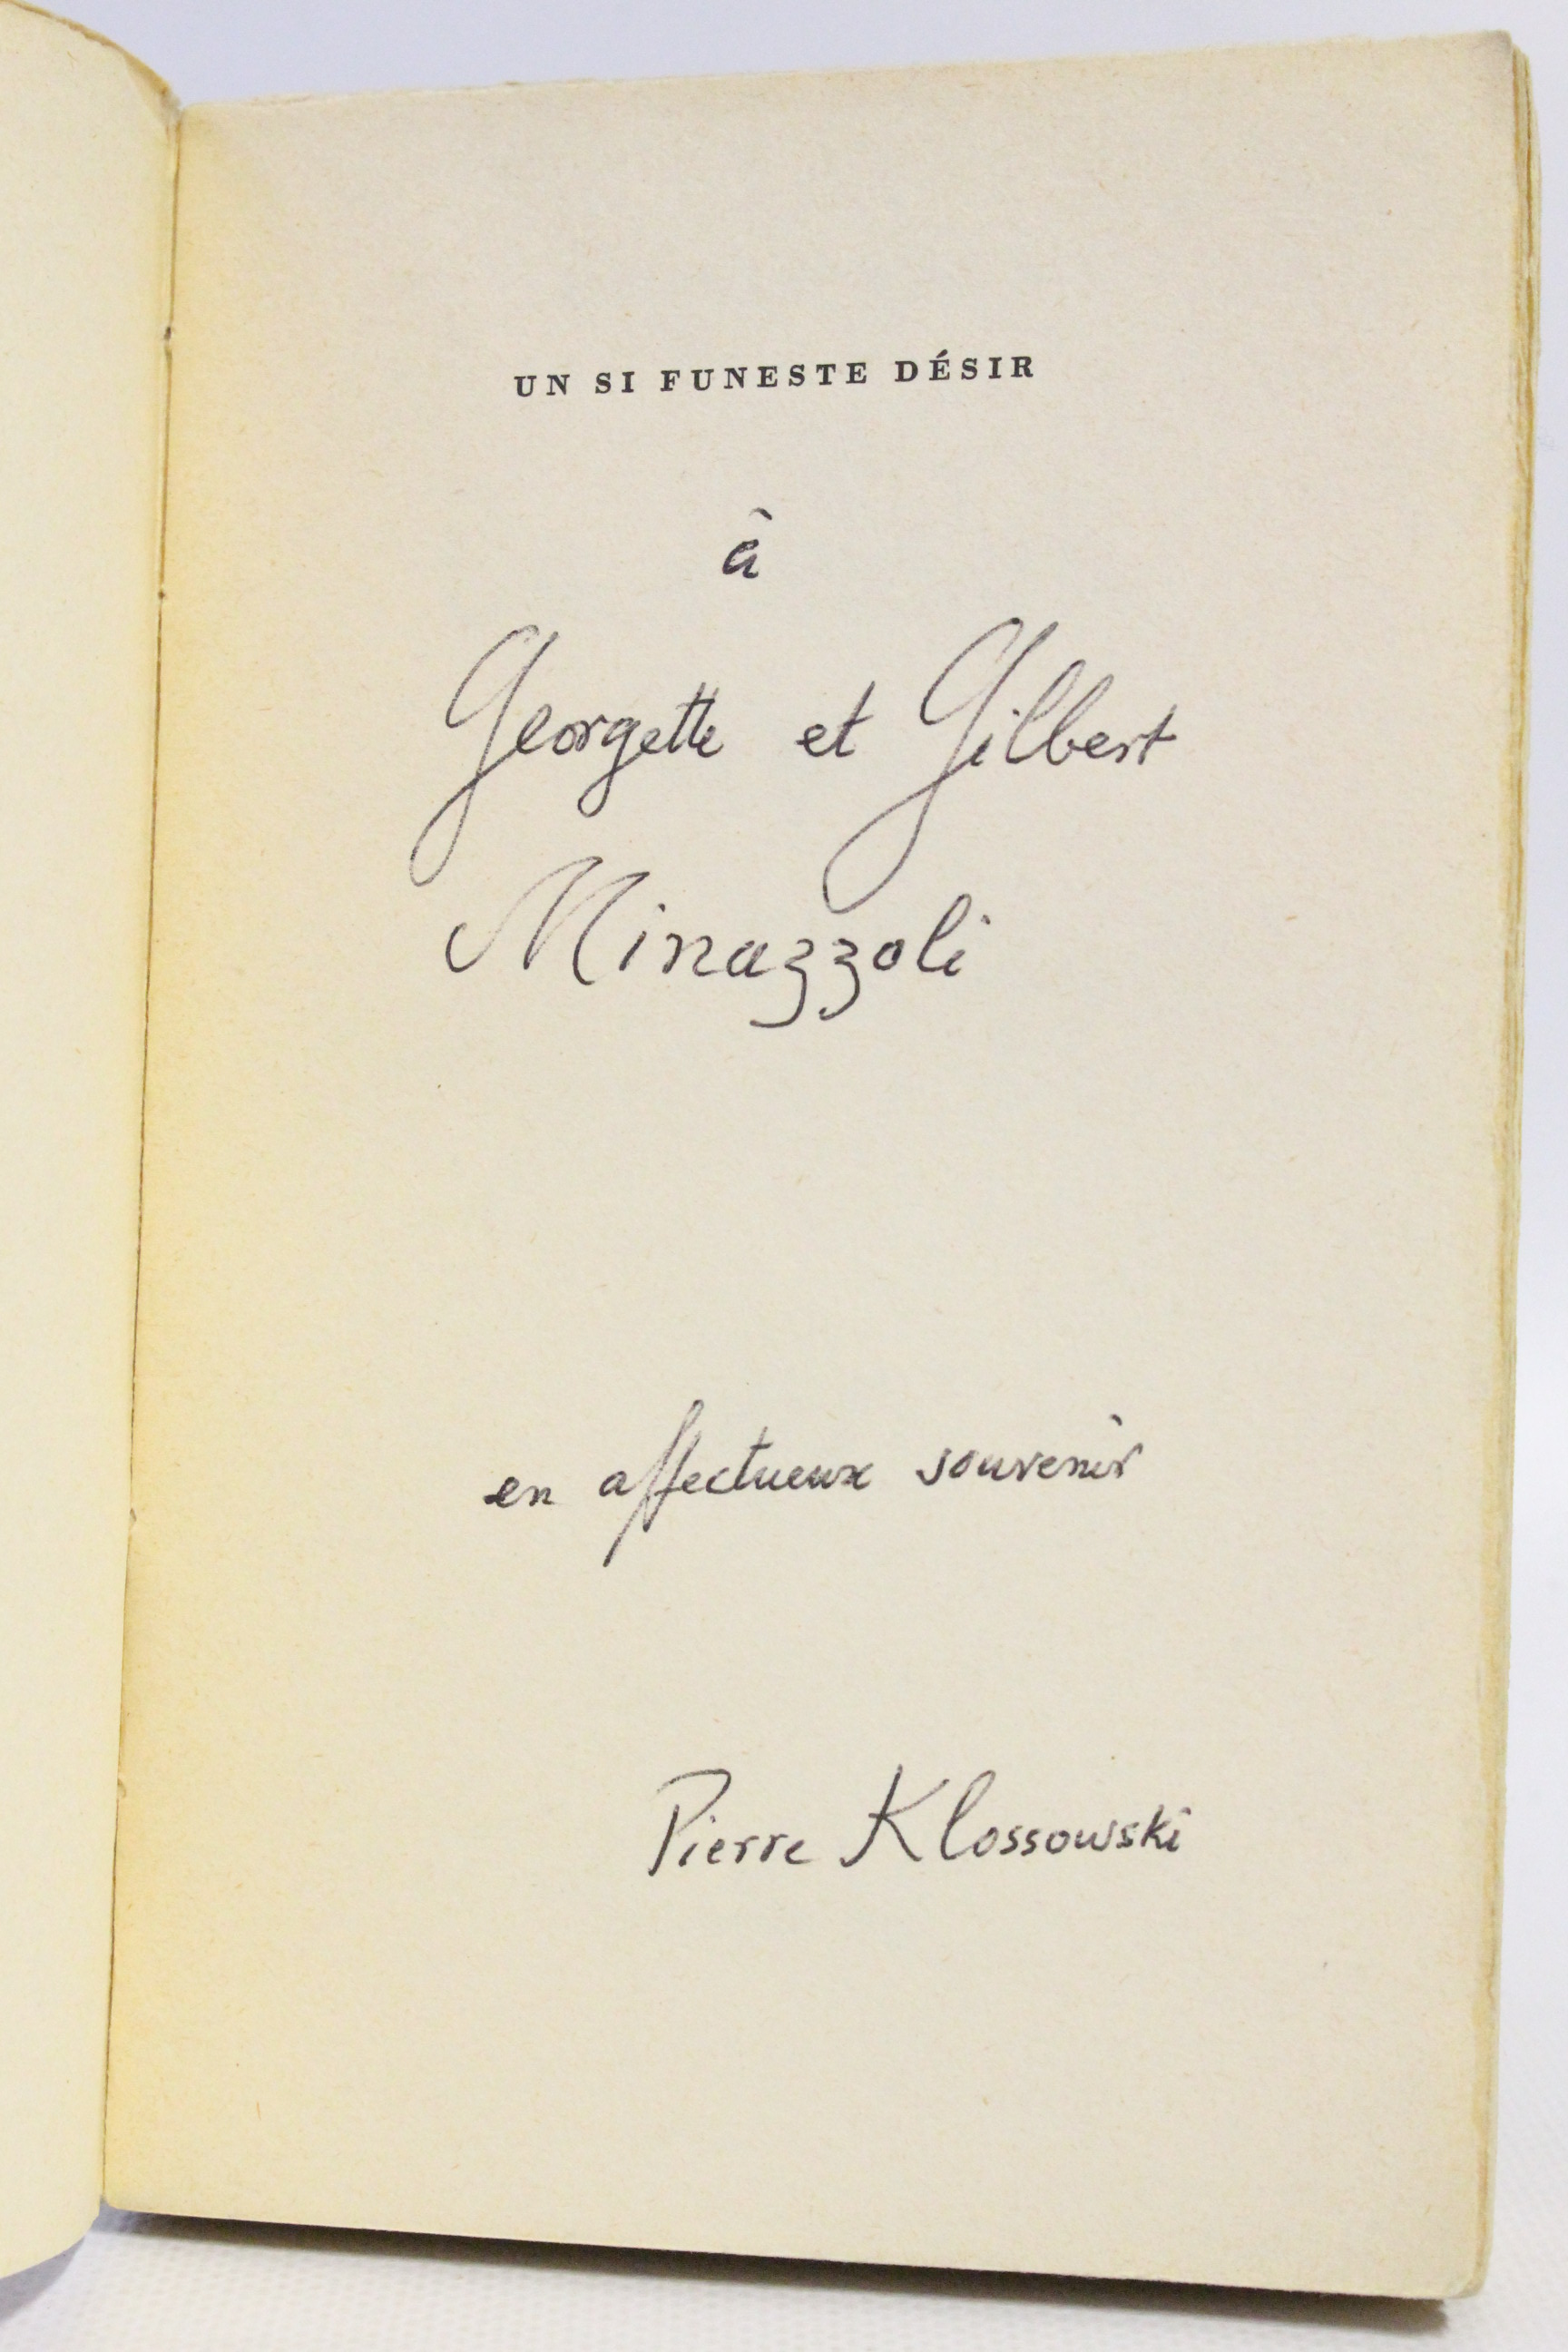 UN SI FUNESTE DÉSIR
à
Georgette et Gilbert
Minazzoli
en affectueux souvenir
Pierre Klossowski